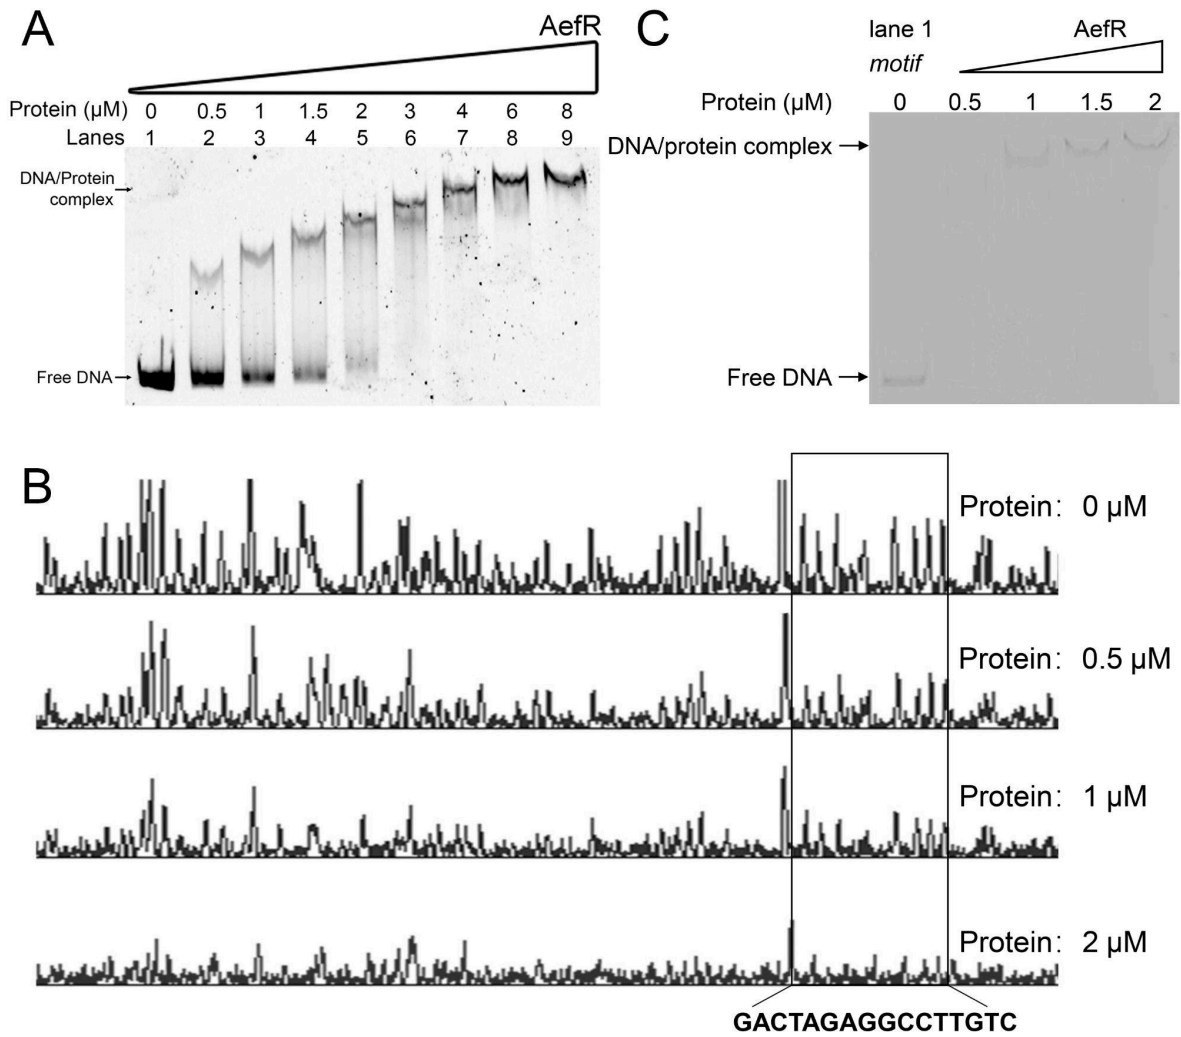 A
AefR
Protein (μM) 0 0.5 1 1.5 2 3 4 6 8
Lanes 1 2 3 4 5 6 7 8 9
DNA/Protein
complex
Free DNA
C
lane 1 AefR
motif
Protein (μM) 0 0.5 1 1.5 2
DNA/protein complex
Free DNA
B
Protein: 0 μM
Protein: 0.5 μM
Protein: 1 μM
Protein: 2 μM
GACTAGAGGCCTTGTC